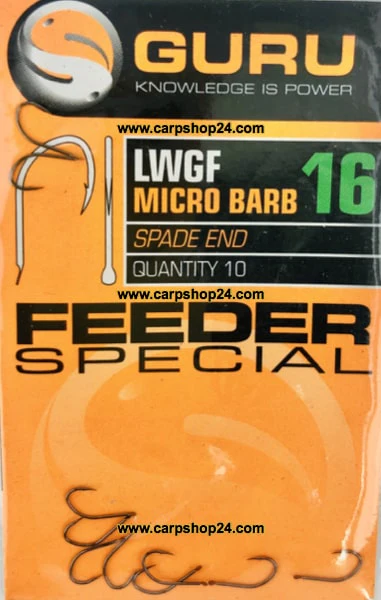 GURU
KNOWLEDGE IS POWER
www.carpshop24.com
LWGF
MICRO BARB
16
SPADE END
QUANTITY 10
www.carpshop24.com
FEEDER
SPECIAL
www.carpshop24.com